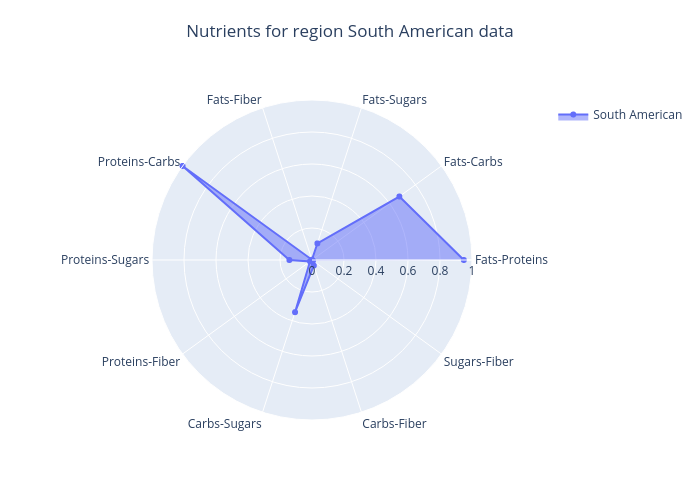 Nutrients for region South American data
Fats-Fiber
Fats-Sugars
South American
Proteins-Carbs
Fats-Carbs
Proteins-Sugars
Fats-Proteins
0 0.2 0.4 0.6 0.8 1
Proteins-Fiber
Sugars-Fiber
Carbs-Sugars
Carbs-Fiber